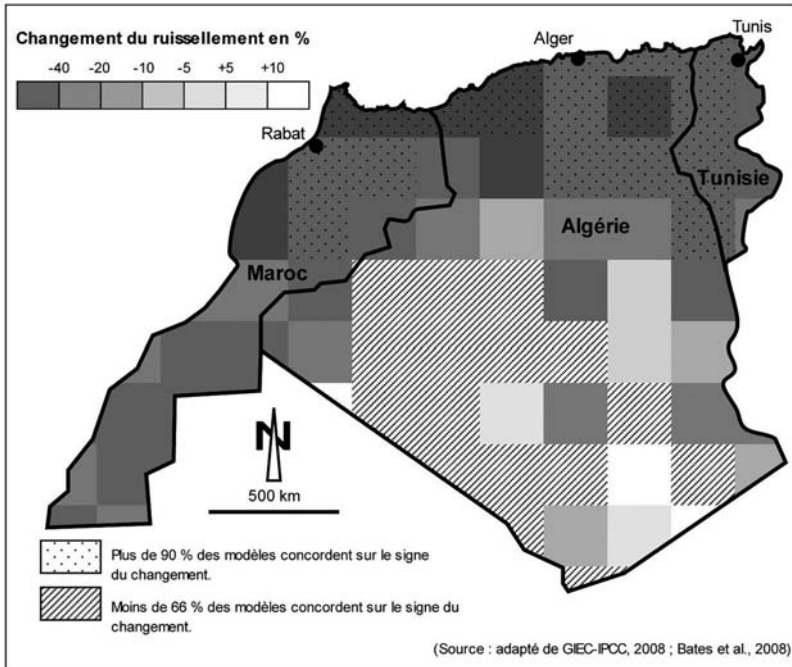 Changement du ruissellement en %
-40 -20 -10 -5 +5 +10
Tunis
Alger
Rabat
Tunisie
Algérie
Maroc
N
500 km
Plus de 90 % des modèles concordent sur le signe
du changement.
Moins de 66 % des modèles concordent sur le signe du
changement.
(Source : adapté de GIEC-IPCC, 2008 ; Bates et al., 2008)